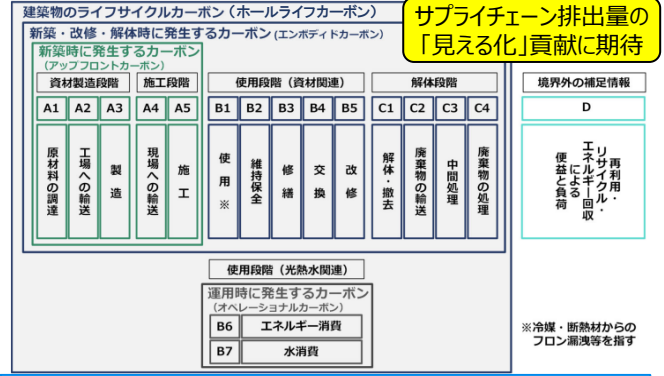 建築物のライフサイクルカーボン(ホールライフカーボン)
サプライチェーン排出量の
「見える化」貢献に期待
新築・改修・解体時に発生するカーボン(エンボディドカーボン)
新築時に発生するカーボン
(アップフロントカーボン)
資材製造段階 施工段階 使用段階(資材関連) 解体段階 境界外の補足情報
A1 A2 A3 A4 A5 B1 B2 B3 B4 B5 C1 C2 C3 C4 D
原材料の調達
工場への輸送
製造
現場への輸送
施工
使用※
維持保全
修繕
交換
改修
解体・撤去
廃棄物の輸送
中間処理
廃棄物の処理
再利用・
リサイクル・
エネルギー回収
による
便益と負荷
使用段階(光熱水関連)
運用時に発生するカーボン
(オペレーショナルカーボン)
B6 エネルギー消費
B7 水消費
※冷媒・断熱材からの
フロン漏洩等を指す